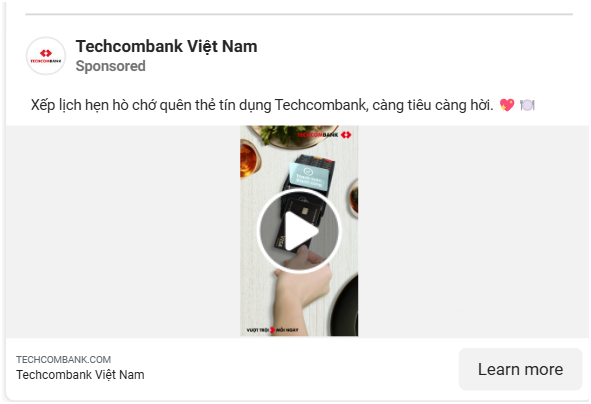 Techcombank Việt Nam
TECHCOMBANK
Sponsored
Xếp lịch hẹn hò chớ quên thẻ tín dụng Techcombank, càng tiêu càng hời. 💖 🍽️
TECHCOMBANK
VISA
VƯỢT TRỘI MỖI NGÀY
TECHCOMBANK.COM
Techcombank Việt Nam
Learn more